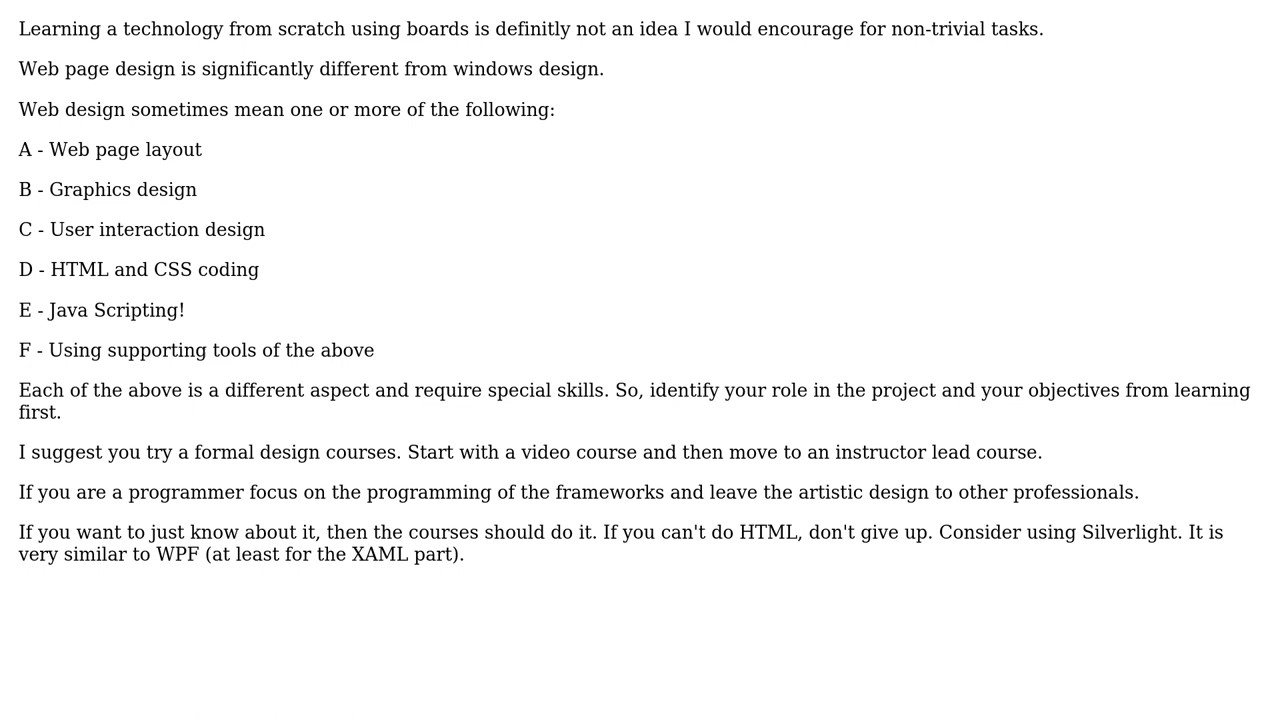 Learning a technology from scratch using boards is definitly not an idea I would encourage for non-trivial tasks.
Web page design is significantly different from windows design.
Web design sometimes mean one or more of the following:
A - Web page layout
B - Graphics design
C - User interaction design
D - HTML and CSS coding
E - Java Scripting!
F - Using supporting tools of the above
Each of the above is a different aspect and require special skills. So, identify your role in the project and your objectives from learning
first.
I suggest you try a formal design courses. Start with a video course and then move to an instructor lead course.
If you are a programmer focus on the programming of the frameworks and leave the artistic design to other professionals.
If you want to just know about it, then the courses should do it. If you can't do HTML, don't give up. Consider using Silverlight. It is
very similar to WPF (at least for the XAML part).